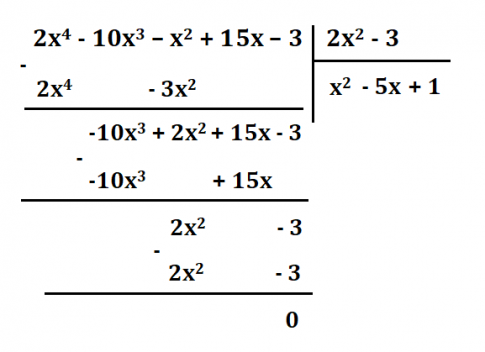 2x⁴ - 10x³ – x² + 15x – 3 | 2x² - 3
-
2x⁴ - 3x² | x² - 5x + 1
-10x³ + 2x² + 15x - 3
-
-10x³ + 15x
2x² - 3
-
2x² - 3
0